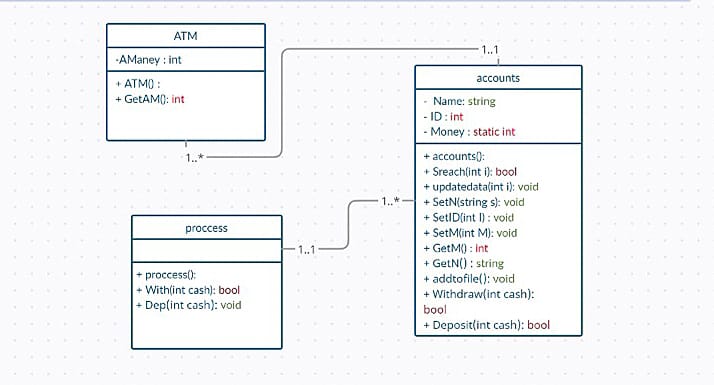 ATM
-AManey : int
+ ATM() :
+ GetAM(): int
1..*
1..1
accounts
- Name: string
- ID : int
- Money : static int
+ accounts():
+ Sreach(int i): bool
+ updatedata(int i): void
+ SetN(string s): void
+ SetID(int I) : void
+ SetM(int M): void
+ GetM() : int
+ GetN() : string
+ addtofile(): void
+ Withdraw(int cash):
bool
+ Deposit(int cash): bool
1..*
1..1
proccess
+ proccess():
+ With(int cash): bool
+ Dep(int cash): void